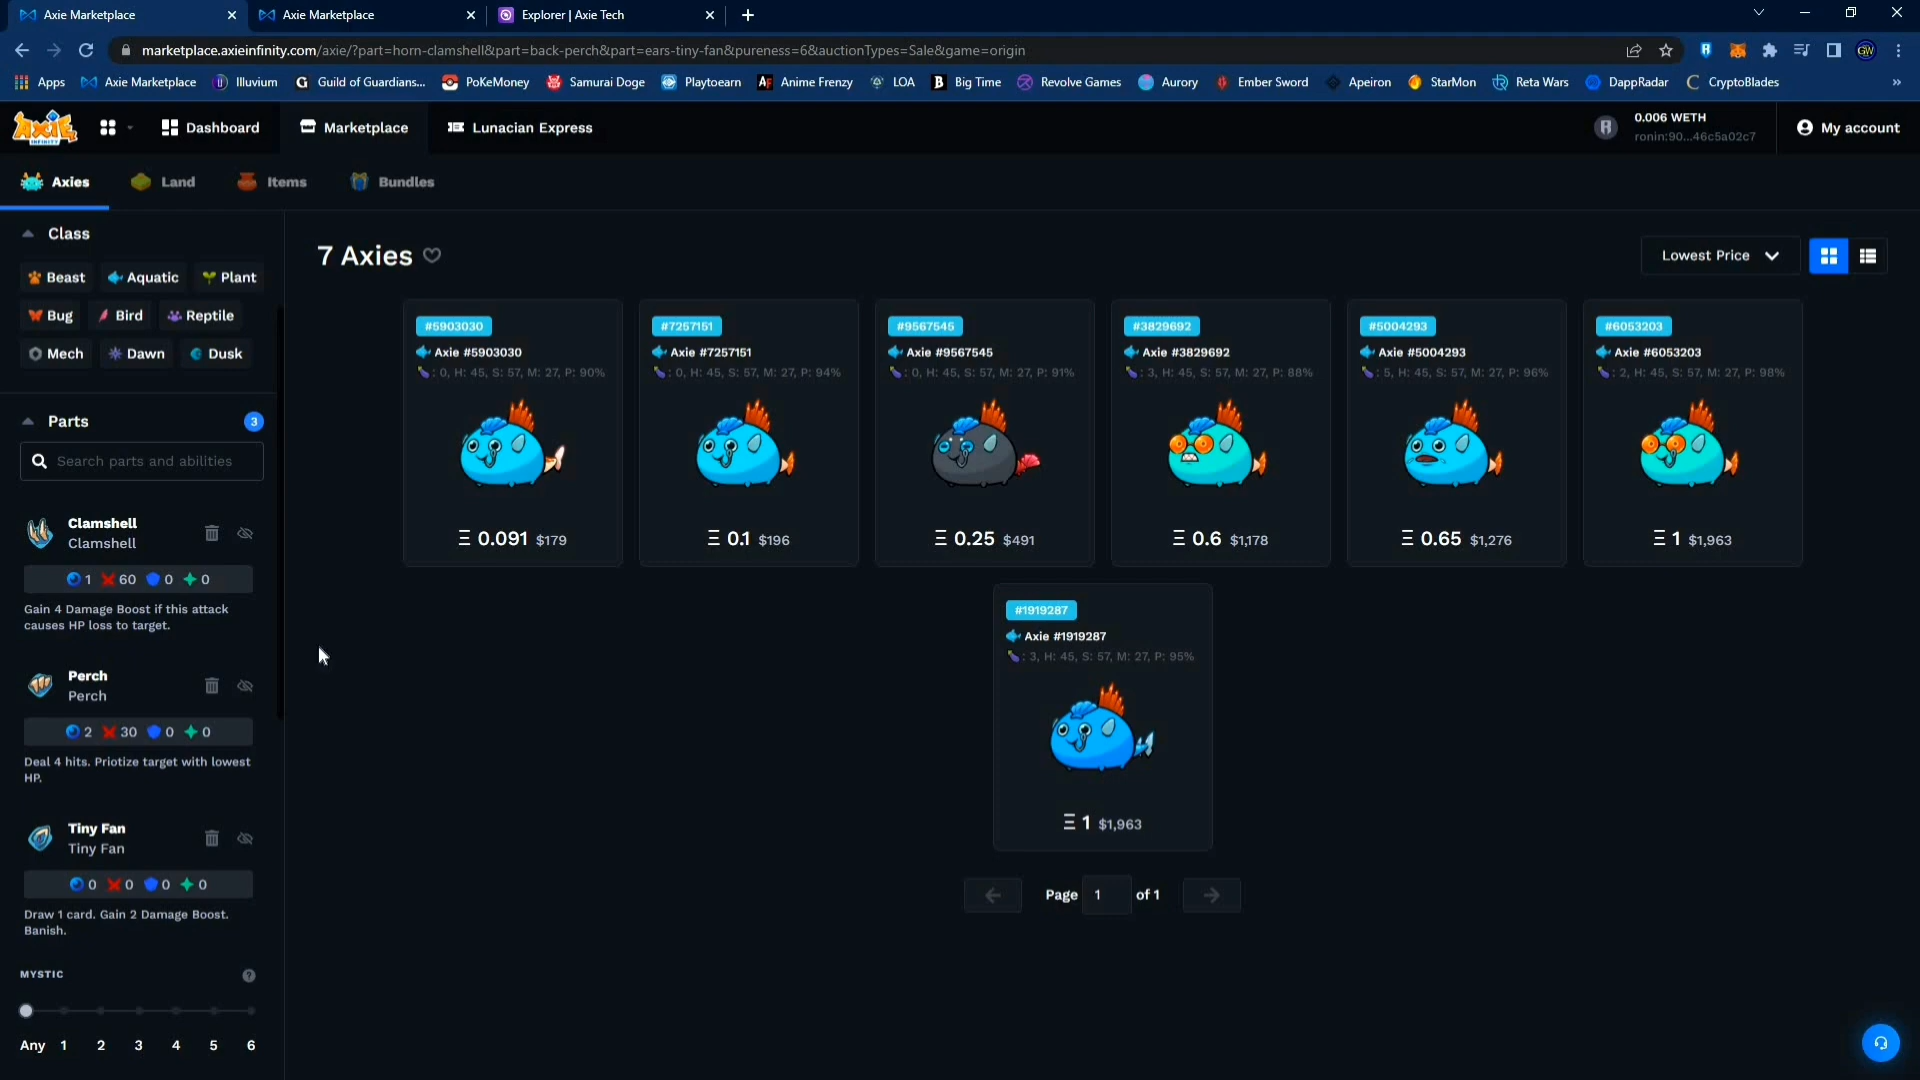 Axie Marketplace
Axie Marketplace
Explorer | Axie Tech
marketplace.axieinfinity.com/axie/?part=horn-clamshell&part=back-perch&part=ears-tiny-fan&pureness=6&auctionTypes=Sale&game=origin
GW
Apps Axie Marketplace Illuvium Guild of Guardians... PoKeMoney Samurai Doge Playtoearn Anime Frenzy LOA Big Time Revolve Games Aurory Ember Sword Apeiron StarMon Reta Wars DappRadar CryptoBlades »
AXIE INFINITY
Dashboard Marketplace Lunacian Express
0.006 WETH
ronin:90...46c5a02c7
My account
Axies Land Items Bundles
Class
Beast Aquatic Plant
Bug Bird Reptile
Mech Dawn Dusk
Parts 3
Search parts and abilities
Clamshell
Clamshell
1 60 0 0
Gain 4 Damage Boost if this attack
causes HP loss to target.
Perch
Perch
2 30 0 0
Deal 4 hits. Priotize target with lowest
HP.
Tiny Fan
Tiny Fan
0 0 0 0
Draw 1 card. Gain 2 Damage Boost.
Banish.
MYSTIC ?
Any 1 2 3 4 5 6
7 Axies
Lowest Price
#5903030
Axie #5903030
: 0, H: 45, S: 57, M: 27, P: 90%
Ξ 0.091 $179
#7257151
Axie #7257151
: 0, H: 45, S: 57, M: 27, P: 94%
Ξ 0.1 $196
#9567545
Axie #9567545
: 0, H: 45, S: 57, M: 27, P: 91%
Ξ 0.25 $491
#3829692
Axie #3829692
: 3, H: 45, S: 57, M: 27, P: 88%
Ξ 0.6 $1,178
#5004293
Axie #5004293
: 5, H: 45, S: 57, M: 27, P: 96%
Ξ 0.65 $1,276
#6053203
Axie #6053203
: 2, H: 45, S: 57, M: 27, P: 98%
Ξ 1 $1,963
#1919287
Axie #1919287
: 3, H: 45, S: 57, M: 27, P: 95%
Ξ 1 $1,963
Page 1 of 1